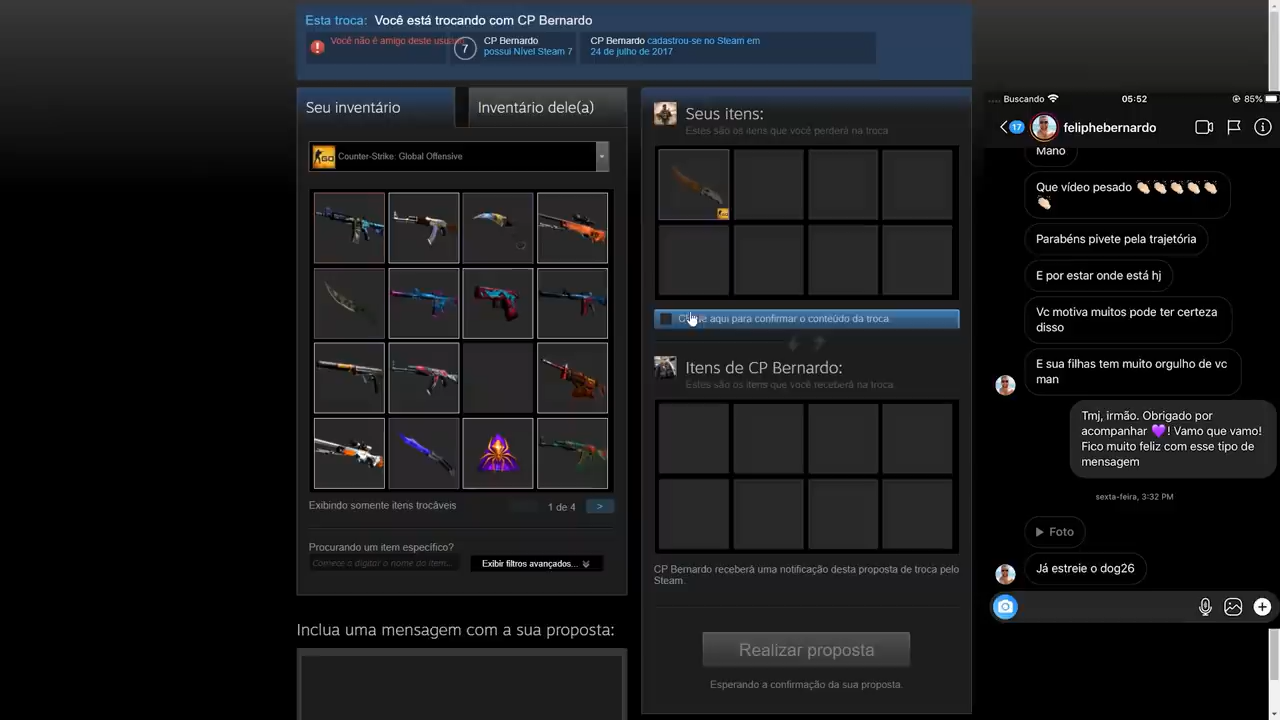 Esta troca: Você está trocando com CP Bernardo
Você não é amigo deste usuário
7
CP Bernardo
possui Nível Steam 7
CP Bernardo cadastrou-se no Steam em
24 de julho de 2017
Seu inventário
Inventário dele(a)
Counter-Strike: Global Offensive
Exibindo somente itens trocáveis
1 de 4
>
Procurando um item específico?
Comece a digitar o nome do item...
Exibir filtros avançados...
Inclua uma mensagem com a sua proposta:
Seus itens:
Estes são os itens que você perderá na troca
Clique aqui para confirmar o conteúdo da troca
Itens de CP Bernardo:
Estes são os itens que você receberá na troca
CP Bernardo receberá uma notificação desta proposta de troca pelo
Steam.
Realizar proposta
Esperando a confirmação da sua proposta.
Buscando
05:52
85%
17
feliphebernardo
Mano
Que vídeo pesado 👏🏻👏🏻👏🏻👏🏻👏🏻
👏🏻
Parabéns pivete pela trajetória
E por estar onde está hj
Vc motiva muitos pode ter certeza
disso
E sua filhas tem muito orgulho de vc
man
Tmj, irmão. Obrigado por
acompanhar 💜! Vamo que vamo!
Fico muito feliz com esse tipo de
mensagem
sexta-feira, 3:32 PM
Foto
Já estreie o dog26